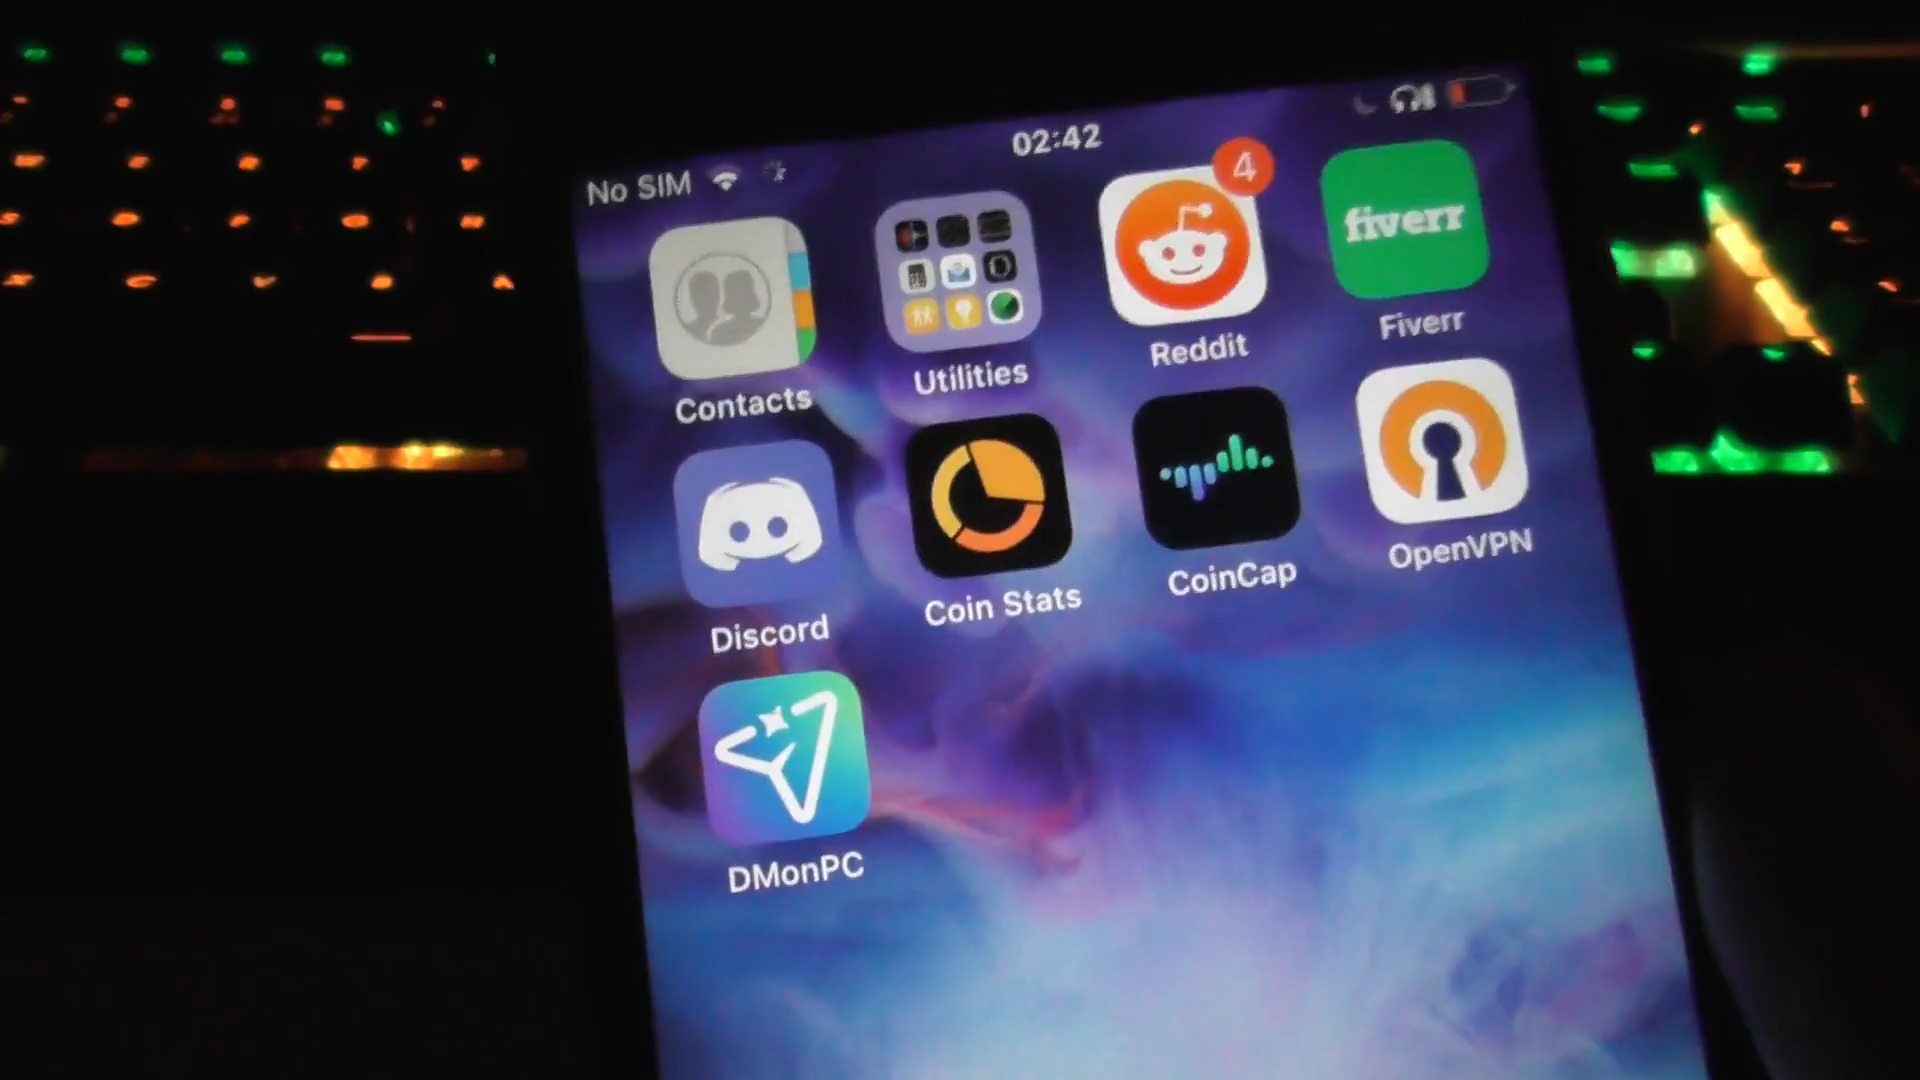 No SIM
02:42
4
fiverr
Contacts
Utilities
Reddit
Fiverr
Discord
Coin Stats
CoinCap
OpenVPN
DMonPC